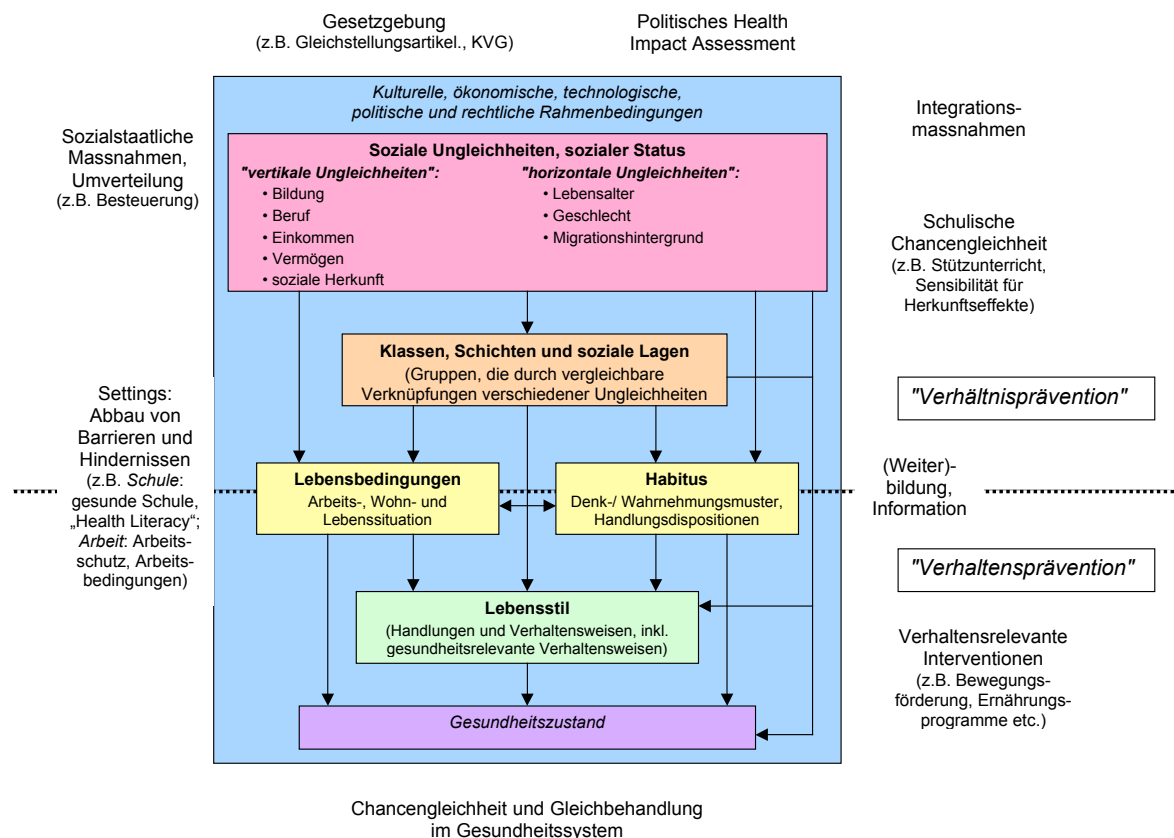 Gesetzgebung
(z.B. Gleichstellungsartikel., KVG)
Politisches Health
Impact Assessment
Kulturelle, ökonomische, technologische,
politische und rechtliche Rahmenbedingungen
Sozialstaatliche
Massnahmen,
Umverteilung
(z.B. Besteuerung)
Integrations-
massnahmen
Soziale Ungleichheiten, sozialer Status
"vertikale Ungleichheiten":
• Bildung
• Beruf
• Einkommen
• Vermögen
• soziale Herkunft
"horizontale Ungleichheiten":
• Lebensalter
• Geschlecht
• Migrationshintergrund
Schulische
Chancengleichheit
(z.B. Stützunterricht,
Sensibilität für
Herkunftseffekte)
Klassen, Schichten und soziale Lagen
(Gruppen, die durch vergleichbare
Verknüpfungen verschiedener Ungleichheiten
Settings:
Abbau von
Barrieren und
Hindernissen
(z.B. Schule:
gesunde Schule,
„Health Literacy“;
Arbeit: Arbeits-
schutz, Arbeits-
bedingungen)
"Verhältnisprävention"
Lebensbedingungen
Arbeits-, Wohn- und
Lebenssituation
Habitus
Denk-/ Wahrnehmungsmuster,
Handlungsdispositionen
(Weiter)-
bildung,
Information
"Verhaltensprävention"
Lebensstil
(Handlungen und Verhaltensweisen, inkl.
gesundheitsrelevante Verhaltensweisen)
Verhaltensrelevante
Interventionen
(z.B. Bewegungs-
förderung, Ernährungs-
programme etc.)
Gesundheitszustand
Chancengleichheit und Gleichbehandlung
im Gesundheitssystem